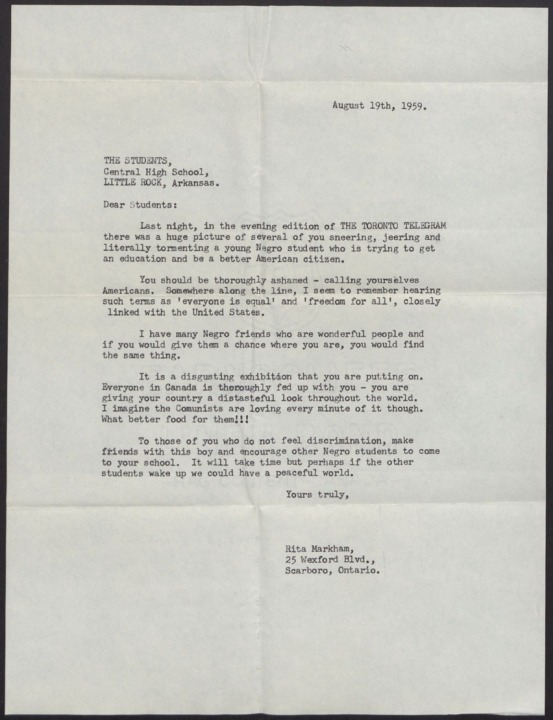 August 19th, 1959.
THE STUDENTS,
Central High School,
LITTLE ROCK, Arkansas.
Dear Students:
Last night, in the evening edition of THE TORONTO TELEGRAM
there was a huge picture of several of you sneering, jeering and
literally tormenting a young Negro student who is trying to get
an education and be a better American citizen.
You should be thoroughly ashamed - calling yourselves
Americans. Somewhere along the line, I seem to remember hearing
such terms as 'everyone is equal' and 'freedom for all', closely
linked with the United States.
I have many Negro friends who are wonderful people and
if you would give them a chance where you are, you would find
the same thing.
It is a disgusting exhibition that you are putting on.
Everyone in Canada is thoroughly fed up with you - you are
giving your country a distasteful look throughout the world.
I imagine the Comunists are loving every minute of it though.
What better food for them!!!
To those of you who do not feel discrimination, make
friends with this boy and encourage other Negro students to come
to your school. It will take time but perhaps if the other
students wake up we could have a peaceful world.
Yours truly,
Rita Markham,
25 Wexford Blvd.,
Scarboro, Ontario.